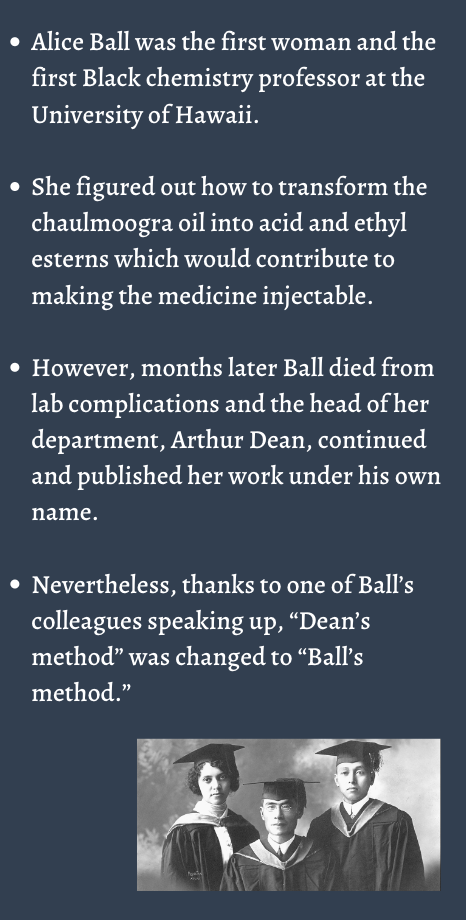 • Alice Ball was the first woman and the
first Black chemistry professor at the
University of Hawaii.
• She figured out how to transform the
chaulmoogra oil into acid and ethyl
esterns which would contribute to
making the medicine injectable.
• However, months later Ball died from
lab complications and the head of her
department, Arthur Dean, continued
and published her work under his own
name.
• Nevertheless, thanks to one of Ball’s
colleagues speaking up, “Dean’s
method” was changed to “Ball’s
method.”